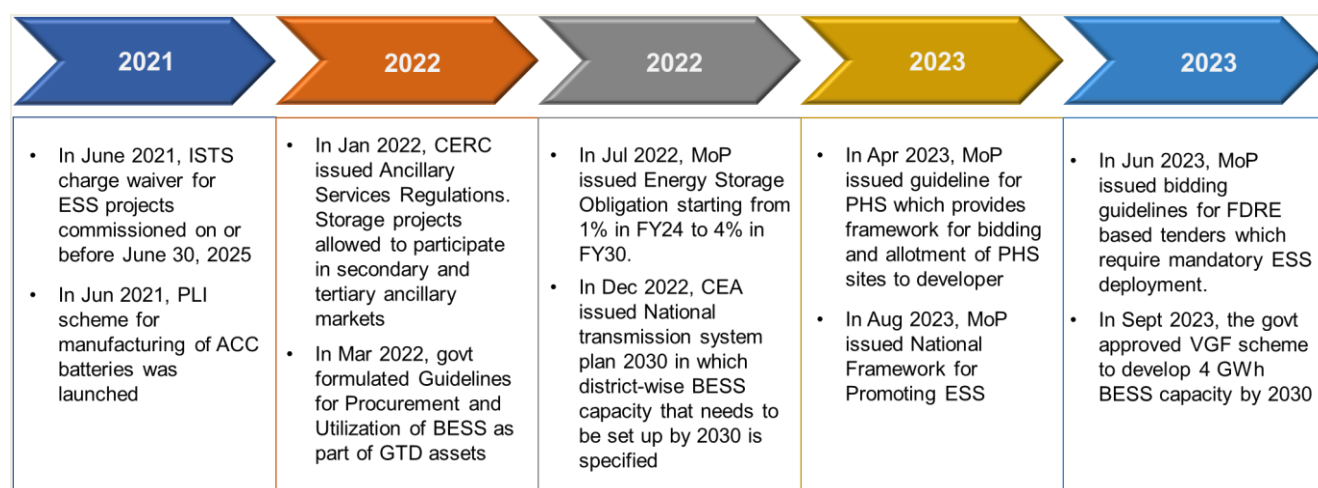 2021
2022
2022
2023
2023
• In June 2021, ISTS
charge waiver for
ESS projects
commissioned on or
before June 30, 2025
• In Jun 2021, PLI
scheme for
manufacturing of ACC
batteries was
launched
• In Jan 2022, CERC
issued Ancillary
Services Regulations.
Storage projects
allowed to participate
in secondary and
tertiary ancillary
markets
• In Mar 2022, govt
formulated Guidelines
for Procurement and
Utilization of BESS as
part of GTD assets
• In Jul 2022, MoP
issued Energy Storage
Obligation starting from
1% in FY24 to 4% in
FY30.
• In Dec 2022, CEA
issued National
transmission system
plan 2030 in which
district-wise BESS
capacity that needs to
be set up by 2030 is
specified
• In Apr 2023, MoP
issued guideline for
PHS which provides
framework for bidding
and allotment of PHS
sites to developer
• In Aug 2023, MoP
issued National
Framework for
Promoting ESS
• In Jun 2023, MoP
issued bidding
guidelines for FDRE
based tenders which
require mandatory ESS
deployment.
• In Sept 2023, the govt
approved VGF scheme
to develop 4 GWh
BESS capacity by 2030